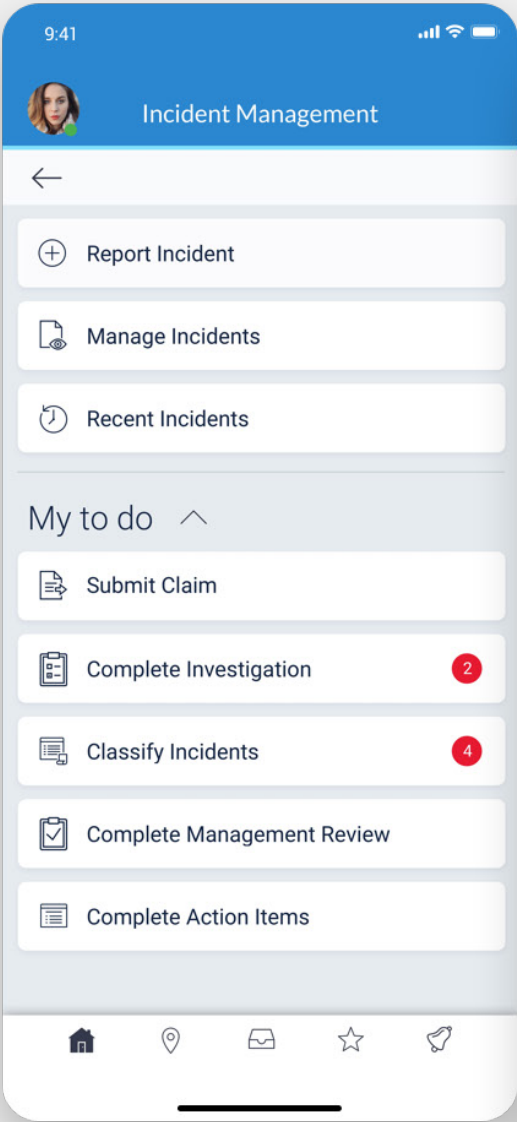 9:41
Incident Management
Report Incident
Manage Incidents
Recent Incidents
My to do
Submit Claim
Complete Investigation 2
Classify Incidents 4
Complete Management Review
Complete Action Items